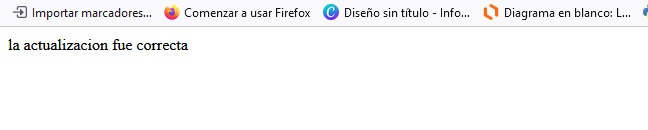 Importar marcadores... Comenzar a usar Firefox Diseño sin título - Info... Diagrama en blanco: L...
la actualizacion fue correcta